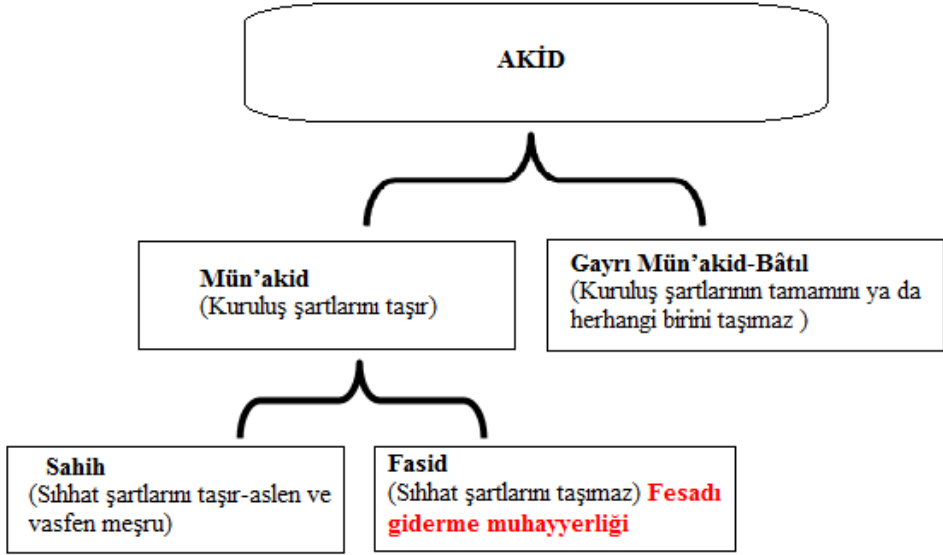 AKİD
Mün’akid
(Kuruluş şartlarını taşır)
Gayrı Mün’akid-Bâtıl
(Kuruluş şartlarının tamamını ya da
herhangi birini taşımaz )
Sahih
(Sıhhat şartlarını taşır-aslen ve
vasfen meşru)
Fasid
(Sıhhat şartlarını taşımaz) Fesadı
giderme muhayyerliği